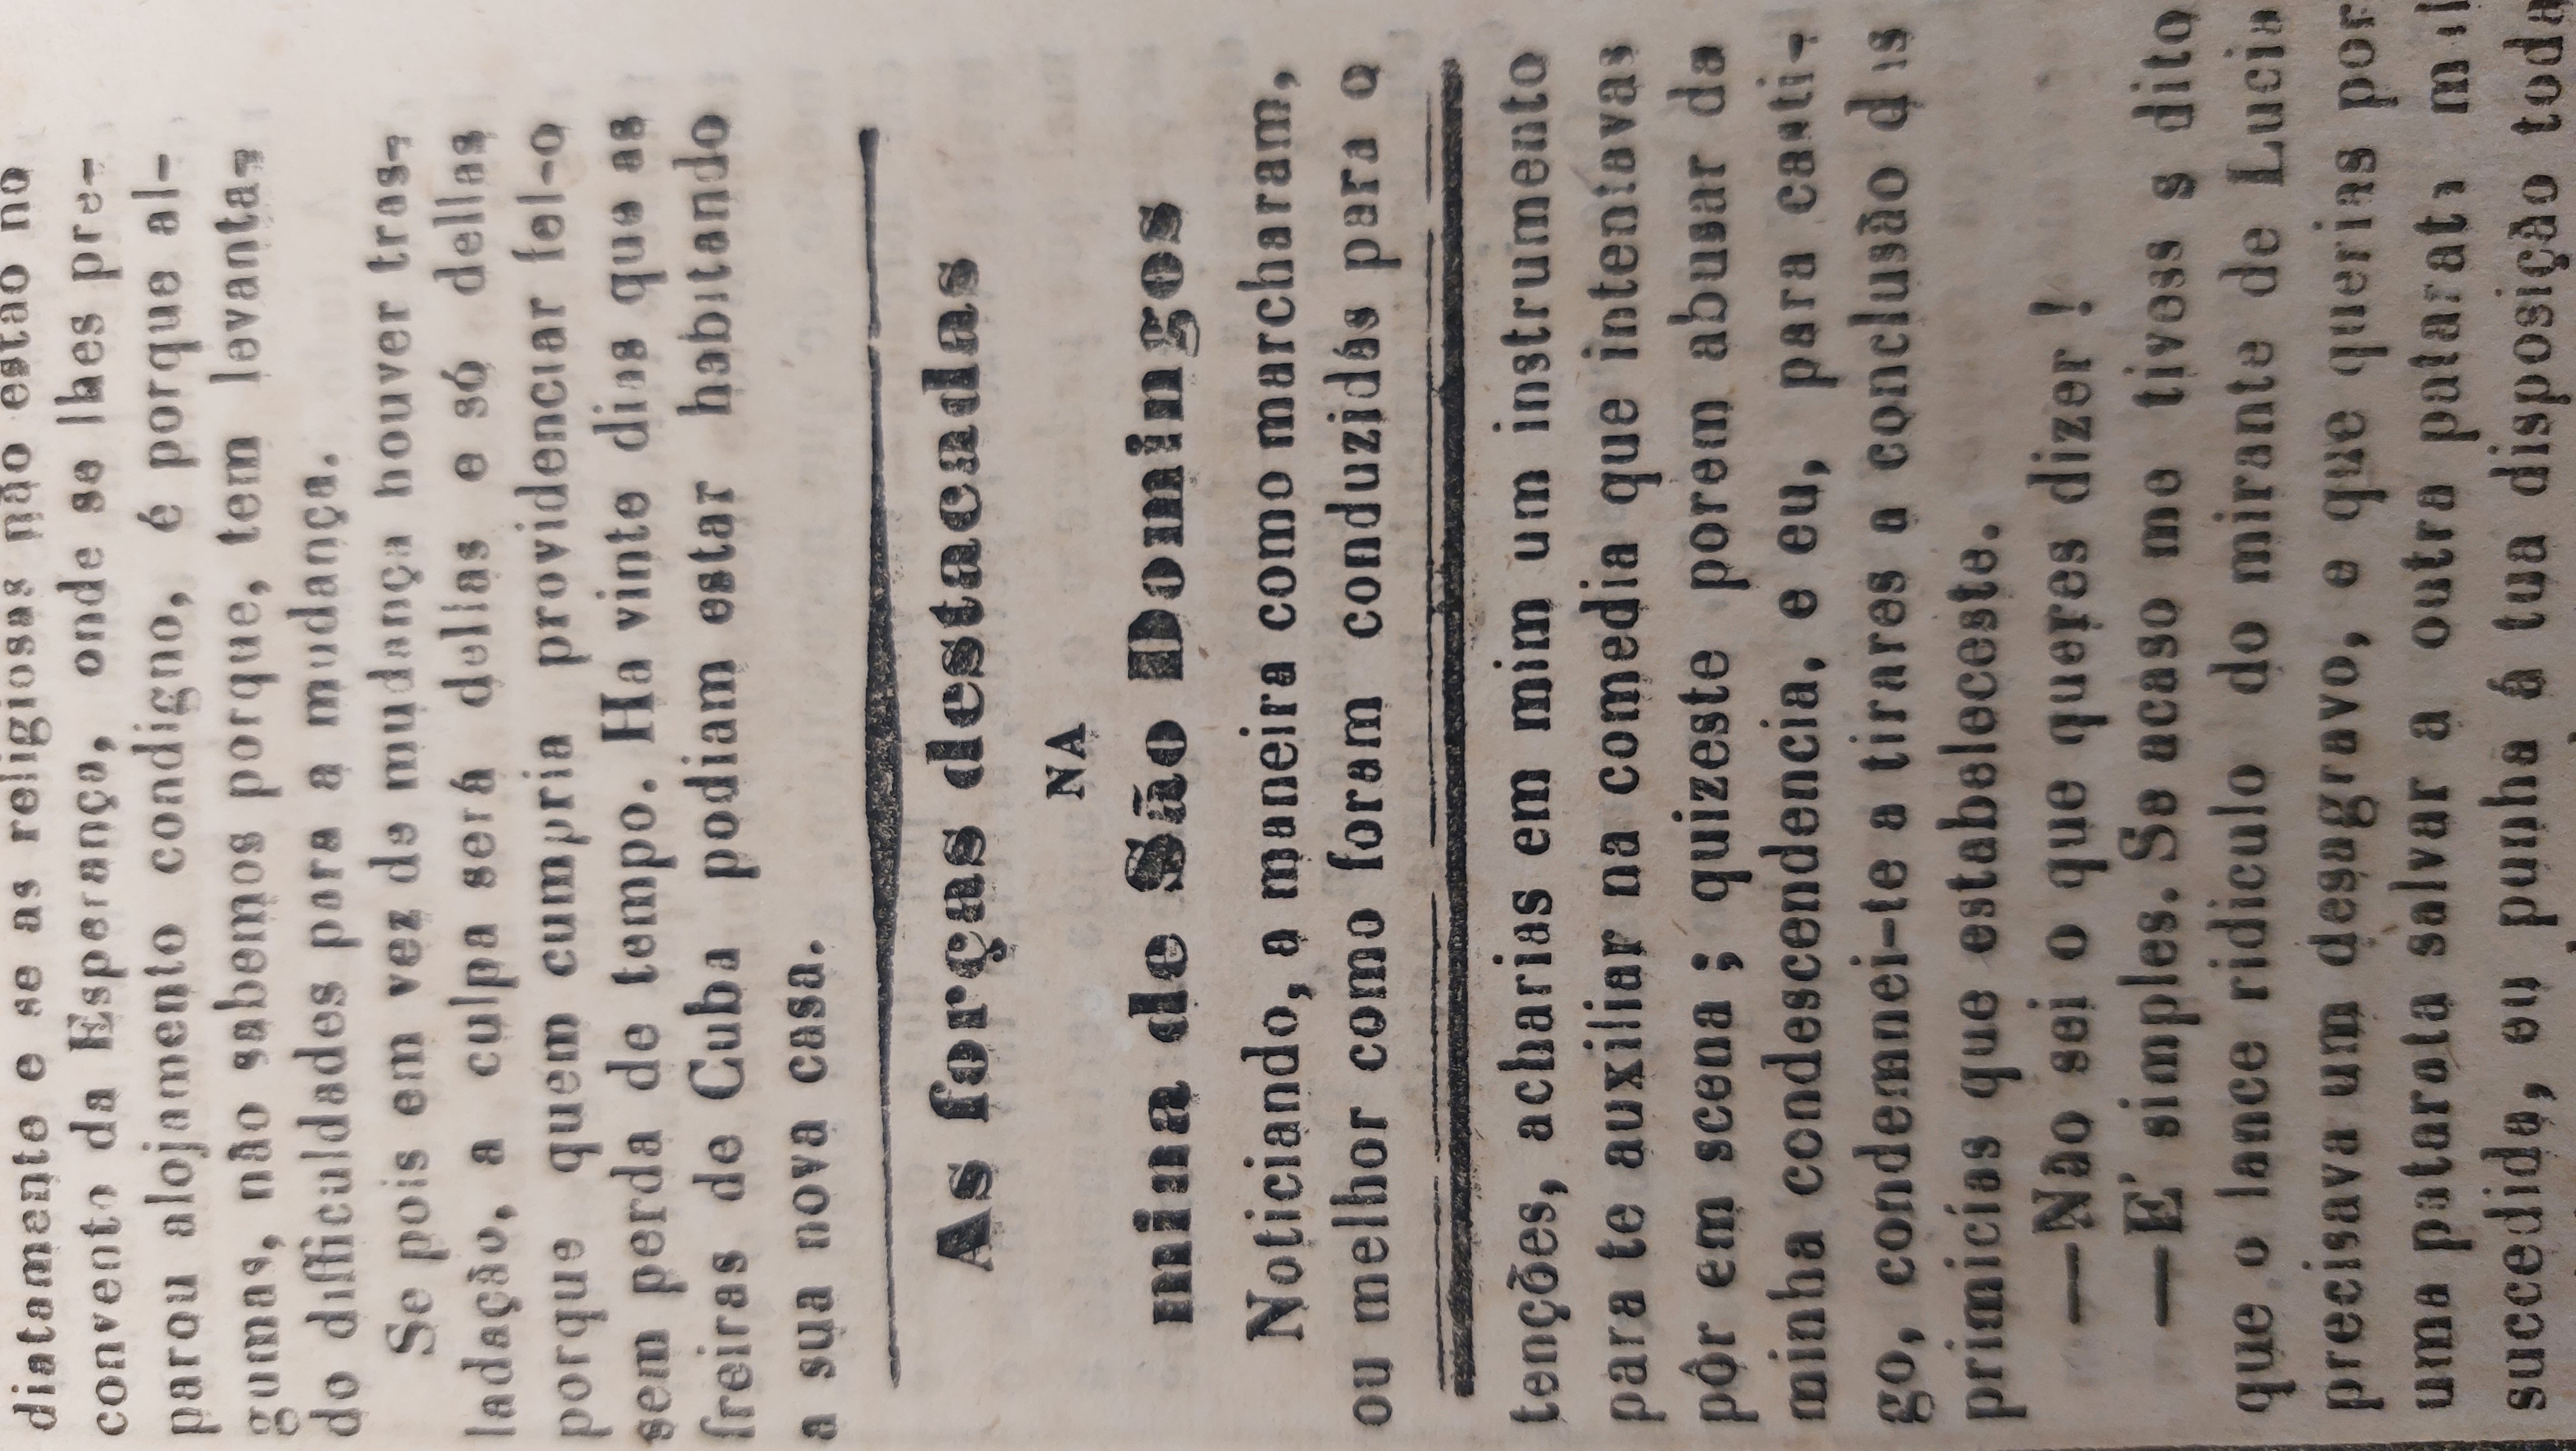 diatamente e se as religiosas não estão no
convento da Esperança, onde se lhes pre-
parou alojamento condigno, é porque al-
gumas, não sabemos porque, tem levanta-
do difficuldades para a mudança.
Se pois em vez de mudança houver tras-
ladação, a culpa será dellas e só dellas
porque quem cumpria providenciar fel-o
sem perda de tempo. Ha vinte dias que as
freiras de Cuba podiam estar habitando
a sua nova casa.
As forças destacadas
NA
mina de São Domingos
Noticiando, a maneira como marcharam,
ou melhor como foram conduzidas para o
tenções, acharias em mim um instrumento
para te auxiliar na comedia que intentavas
pôr em scena ; quizeste porem abusar da
minha condescendencia, e eu, para casti-
go, condemnei-te a tirares a conclusão das
primicias que estabeleceste.
—Não sei o que queres dizer !
—E' simples. Se acaso me tivess s dito
que o lance ridiculo do mirante de Lucia
precisava um desagravo, e que querias por
uma patarata salvar a outra patarata mal
succedida, eu punha á tua disposição toda